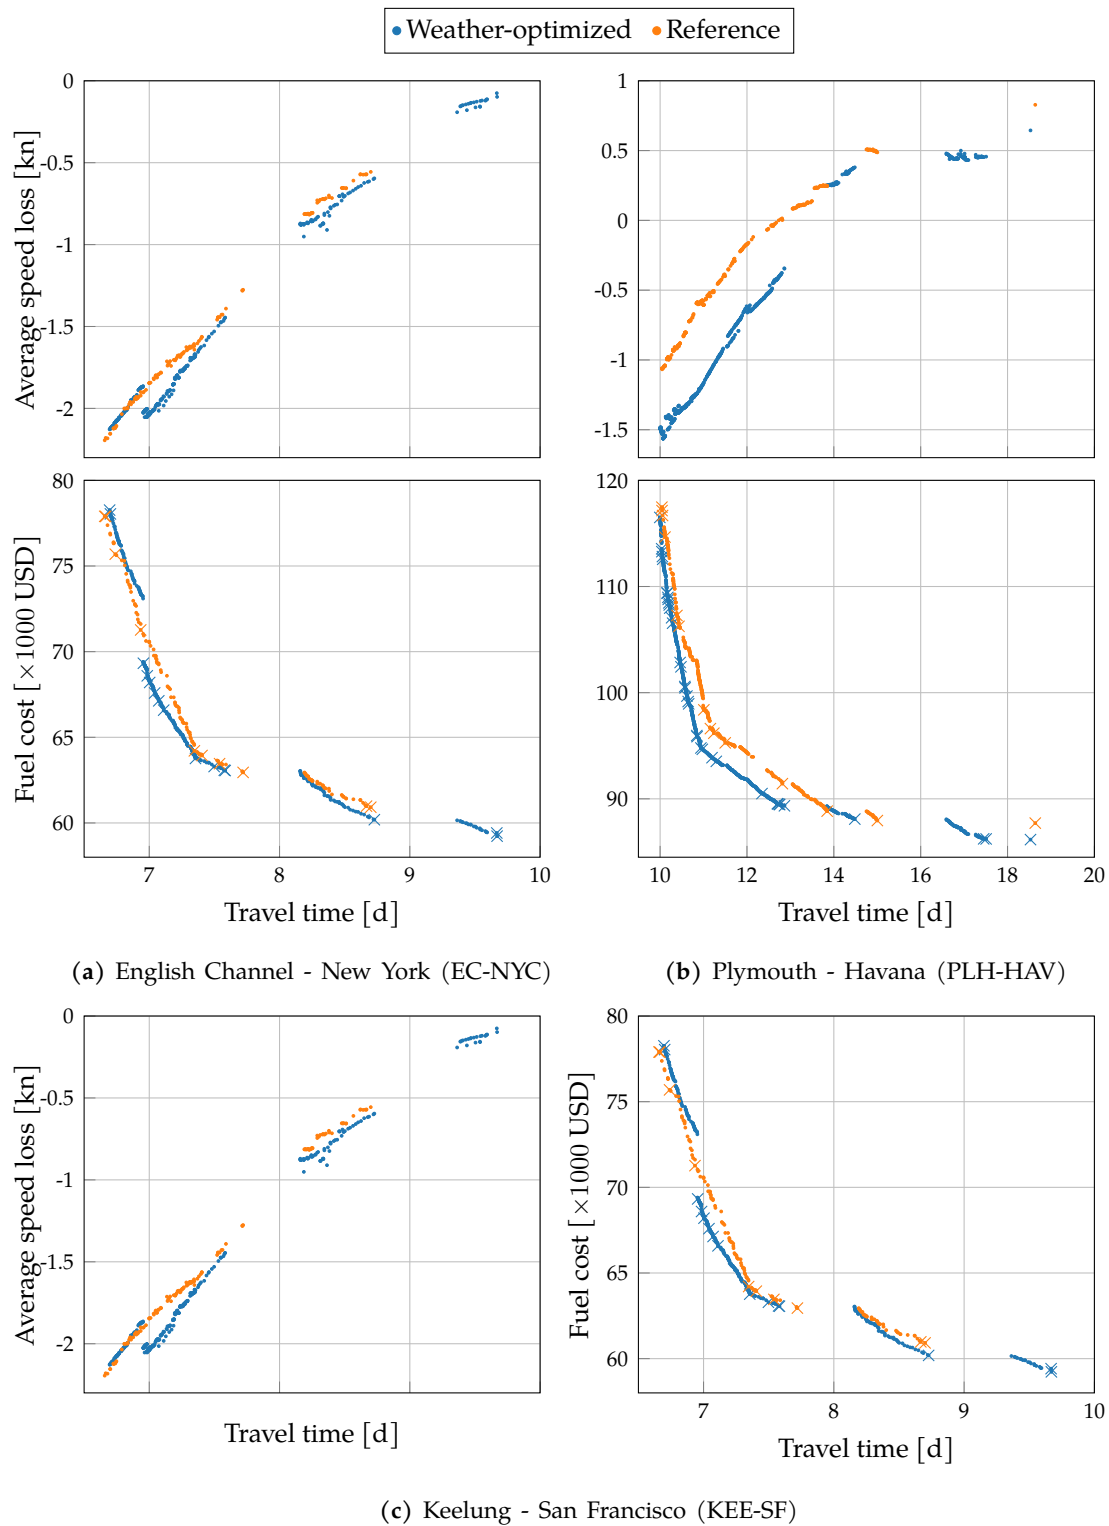 Weather-optimized Reference
0
-0.5
-1
-1.5
-2
Average speed loss [kn]
1
0.5
0
-0.5
-1
-1.5
80
75
70
65
60
Fuel cost [×1000 USD]
7 8 9 10
Travel time [d]
120
110
100
90
10 12 14 16 18 20
Travel time [d]
(a) English Channel - New York (EC-NYC)
(b) Plymouth - Havana (PLH-HAV)
0
-0.5
-1
-1.5
-2
Average speed loss [kn]
Travel time [d]
80
75
70
65
60
Fuel cost [×1000 USD]
7 8 9 10
Travel time [d]
(c) Keelung - San Francisco (KEE-SF)